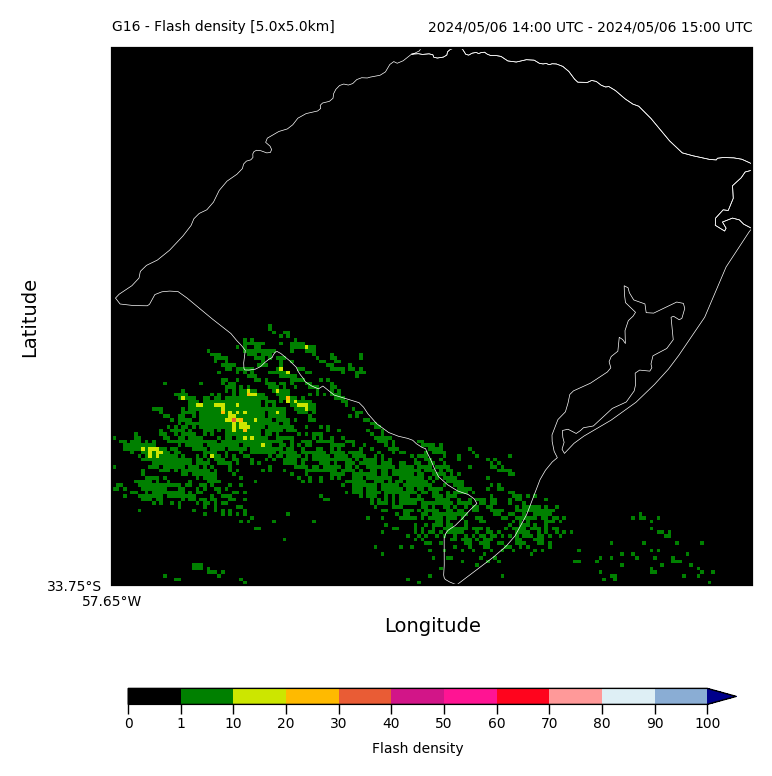 G16 - Flash density [5.0x5.0km]
2024/05/06 14:00 UTC - 2024/05/06 15:00 UTC
Latitude
33.75°S
57.65°W
Longitude
0 1 10 20 30 40 50 60 70 80 90 100
Flash density